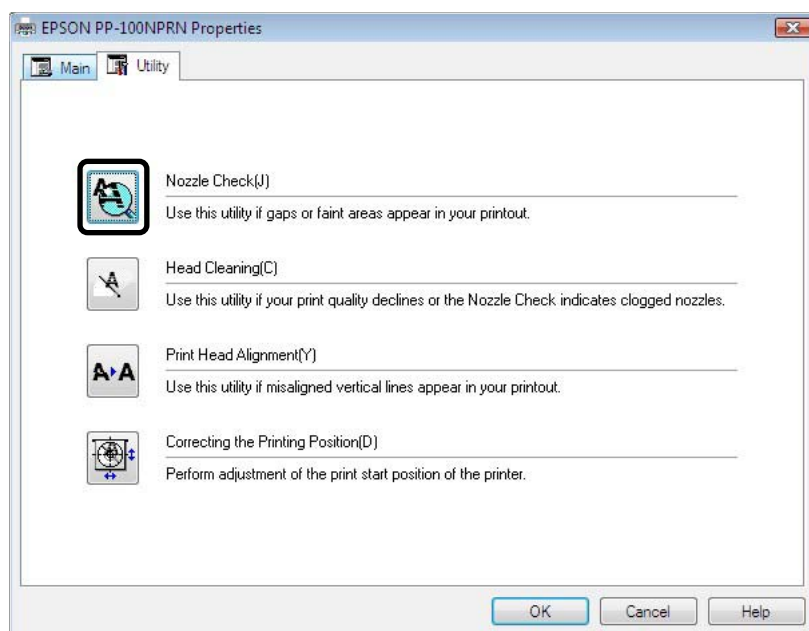 EPSON PP-100NPRN Properties
Main Utility
Nozzle Check(J)
Use this utility if gaps or faint areas appear in your printout.
Head Cleaning(C)
Use this utility if your print quality declines or the Nozzle Check indicates clogged nozzles.
Print Head Alignment(Y)
Use this utility if misaligned vertical lines appear in your printout.
Correcting the Printing Position(D)
Perform adjustment of the print start position of the printer.
OK Cancel Help